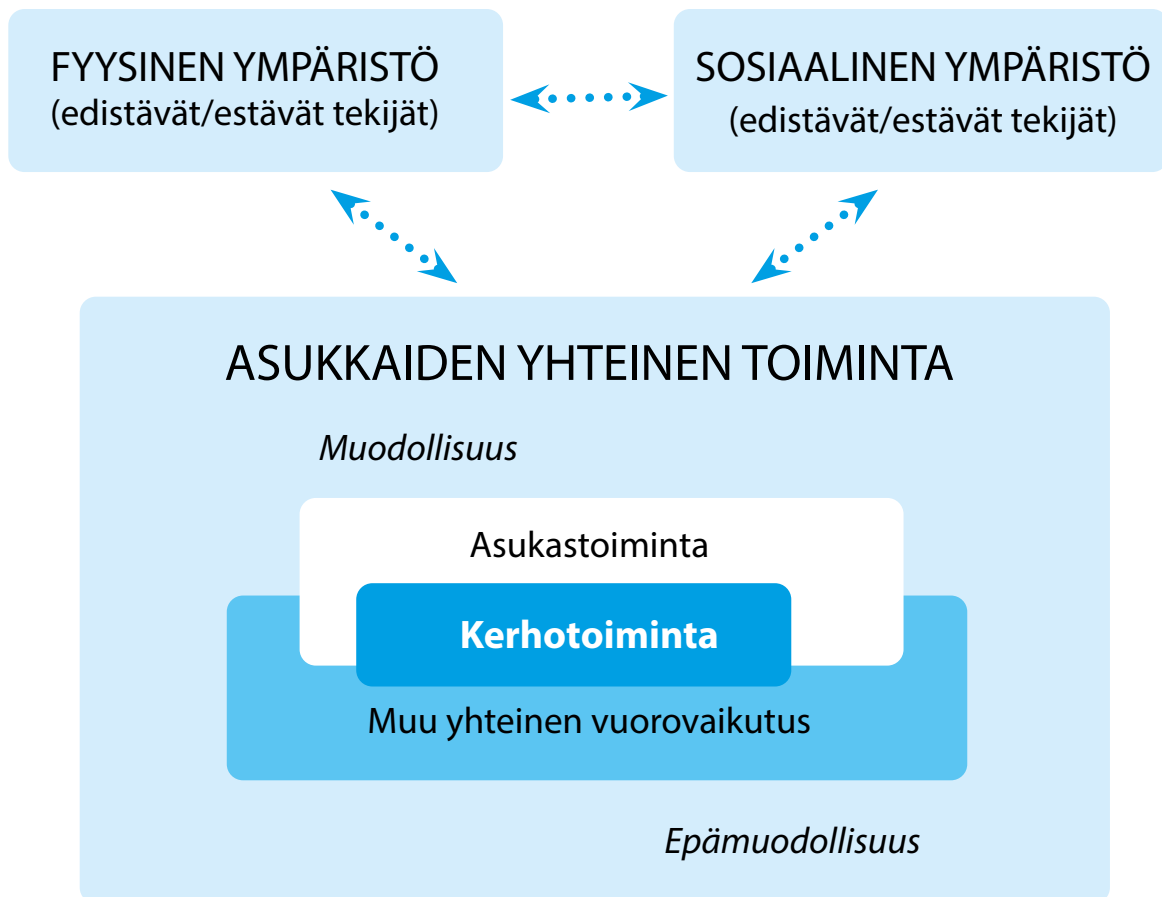 FYYSINEN YMPÄRISTÖ
(edistävät/estävät tekijät)
SOSIAALINEN YMPÄRISTÖ
(edistävät/estävät tekijät)
ASUKKAIDEN YHTEINEN TOIMINTA
Muodollisuus
Asukastoiminta
Kerhotoiminta
Muu yhteinen vuorovaikutus
Epämuodollisuus